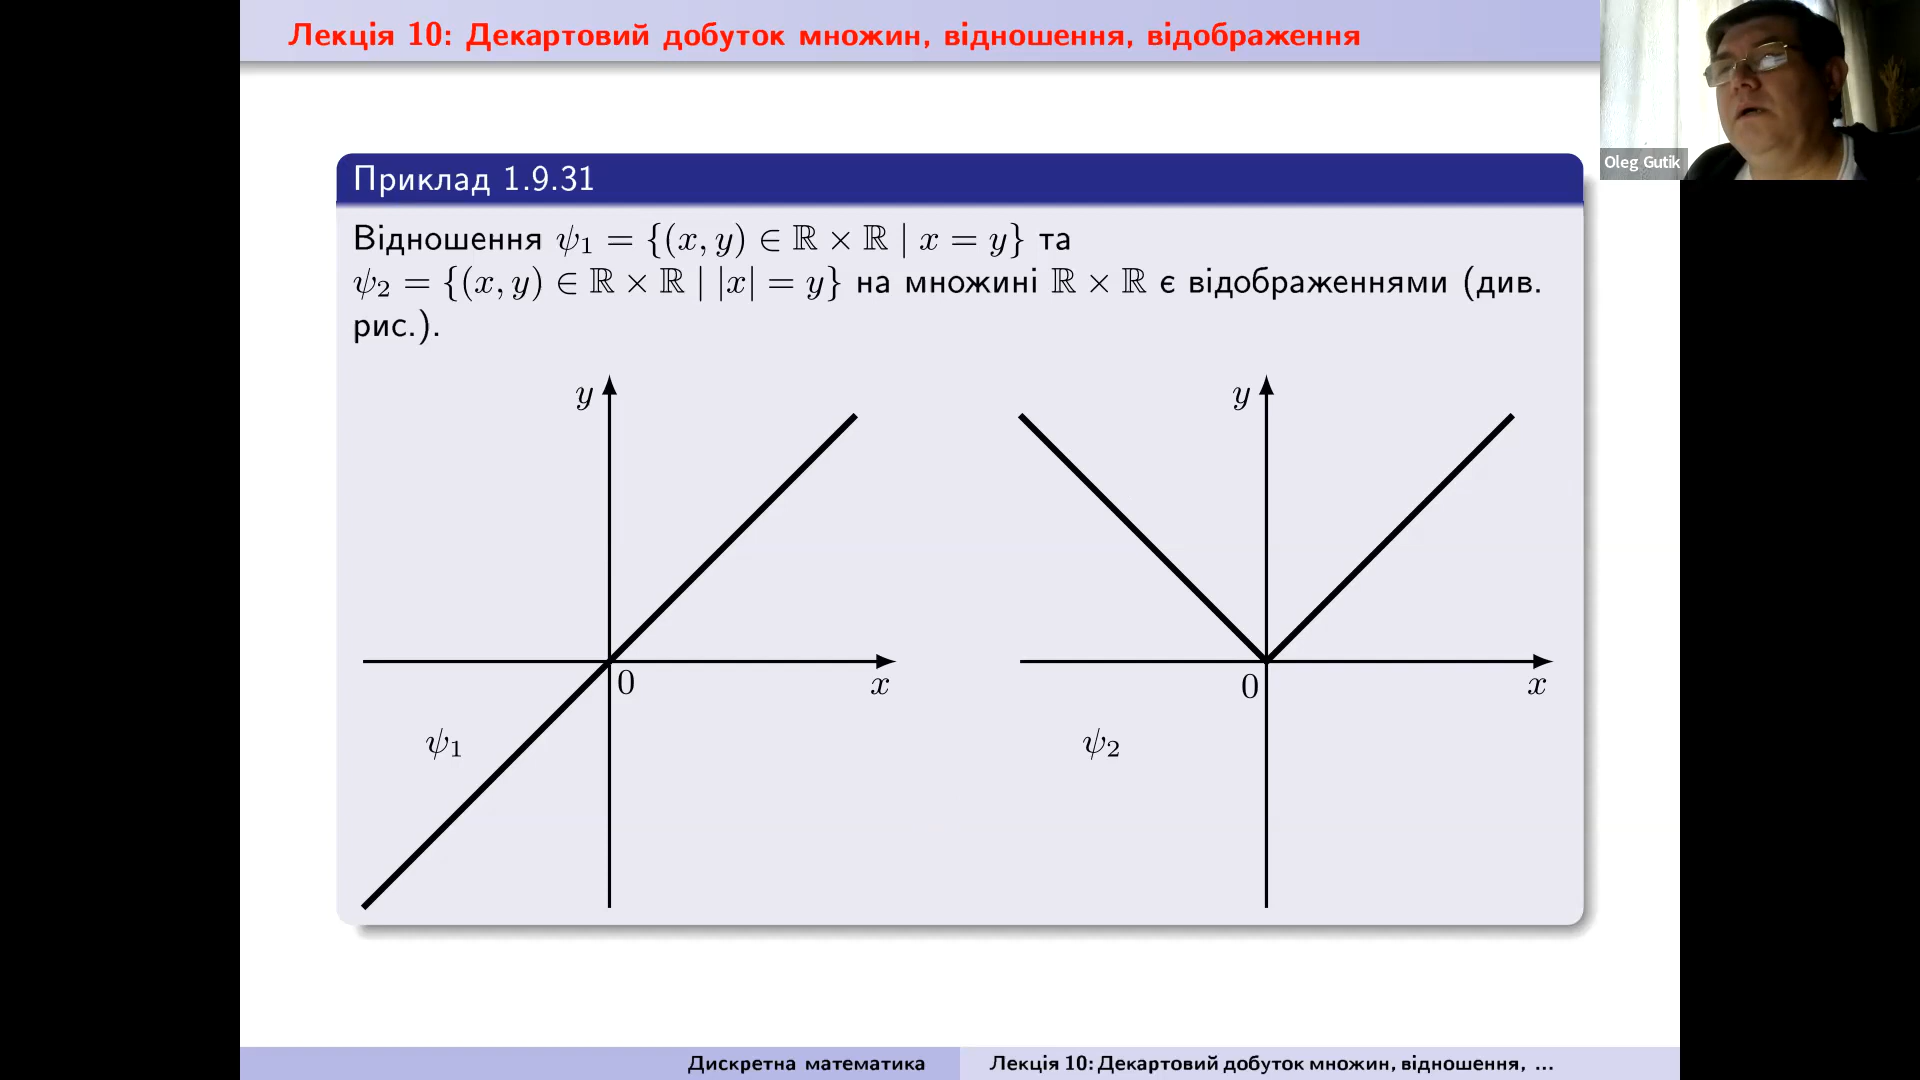 Лекція 10: Декартовий добуток множин, відношення, відображення
Oleg Gutik
Приклад 1.9.31
Відношення ψ₁ = {(x, y) ∈ ℝ × ℝ | x = y} та
ψ₂ = {(x, y) ∈ ℝ × ℝ | |x| = y} на множині ℝ × ℝ є відображеннями (див.
рис.).
y
0
x
ψ₁
y
0
x
ψ₂
Дискретна математика
Лекція 10: Декартовий добуток множин, відношення, ...